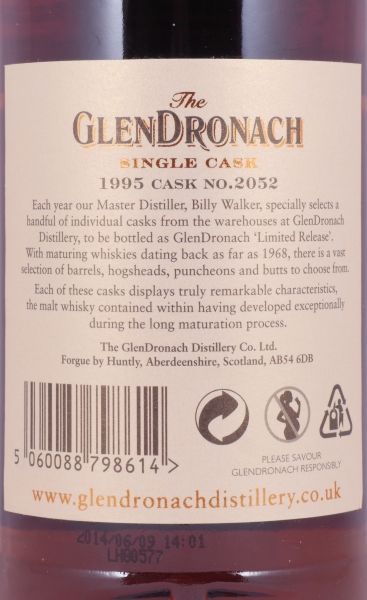 The
GLENDRONACH
SINGLE CASK
1995 CASK NO.2052
Each year our Master Distiller, Billy Walker, specially selects a
handful of individual casks from the warehouses at GlenDronach
Distillery, to be bottled as GlenDronach ‘Limited Release’.
With maturing whiskies dating back as far as 1968, there is a vast
selection of barrels, hogsheads, puncheons and butts to choose from.
Each of these casks displays truly remarkable characteristics,
the malt whisky contained within having developed exceptionally
during the long maturation process.
The GlenDronach Distillery Co. Ltd.
Forgue by Huntly, Aberdeenshire, Scotland, AB54 6DB
5 060088 798614 >
PLEASE SAVOUR
GLENDRONACH RESPONSIBLY
www.glendronachdistillery.co.uk
2014/06/09 14:01
LH00577